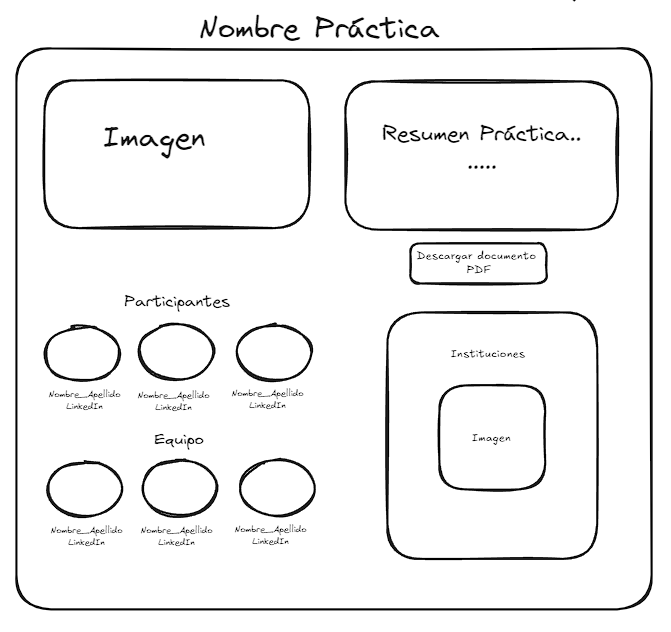 Nombre Práctica
Imagen
Resumen Práctica..
.....
Descargar documento
PDF
Participantes
Nombre_Apellido
LinkedIn
Nombre_Apellido
LinkedIn
Nombre_Apellido
LinkedIn
Equipo
Nombre_Apellido
LinkedIn
Nombre_Apellido
LinkedIn
Nombre_Apellido
LinkedIn
Instituciones
Imagen